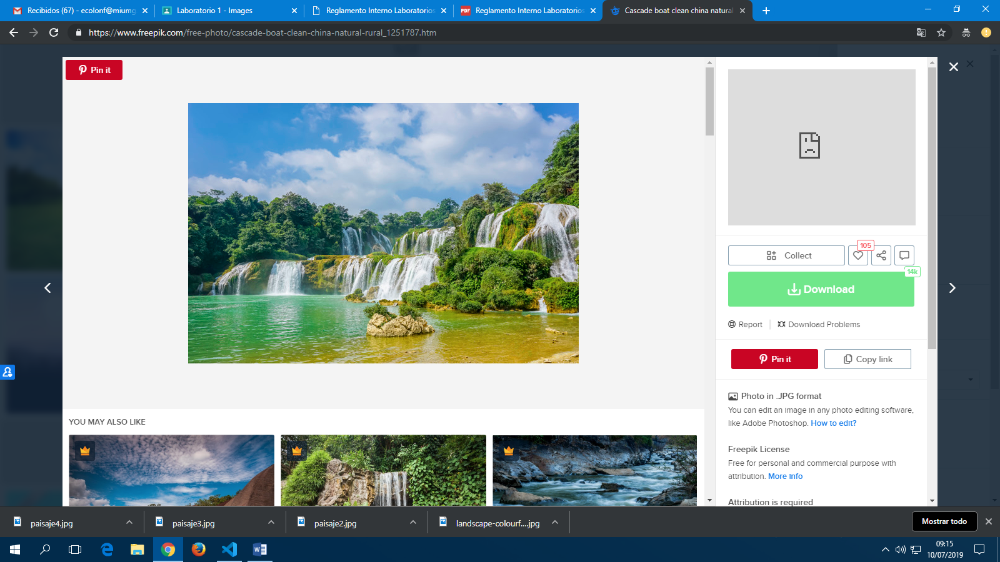 Recibidos (67) - ecolonf@miumg
Laboratorio 1 - Images
Reglamento Interno Laboratorios
PDF
Reglamento Interno Laboratorios
Cascade boat clean china natural
https://www.freepik.com/free-photo/cascade-boat-clean-china-natural-rural_1251787.htm
Pin it
105
Collect
14k
Download
Report
Download Problems
Pin it
Copy link
Photo in .JPG format
You can edit an image in any photo editing software,
like Adobe Photoshop. How to edit?
Freepik License
Free for personal and commercial purpose with
attribution. More info
Attribution is required
YOU MAY ALSO LIKE
paisaje4.jpg
paisaje3.jpg
paisaje2.jpg
landscape-colourf....jpg
Mostrar todo
09:15
10/07/2019